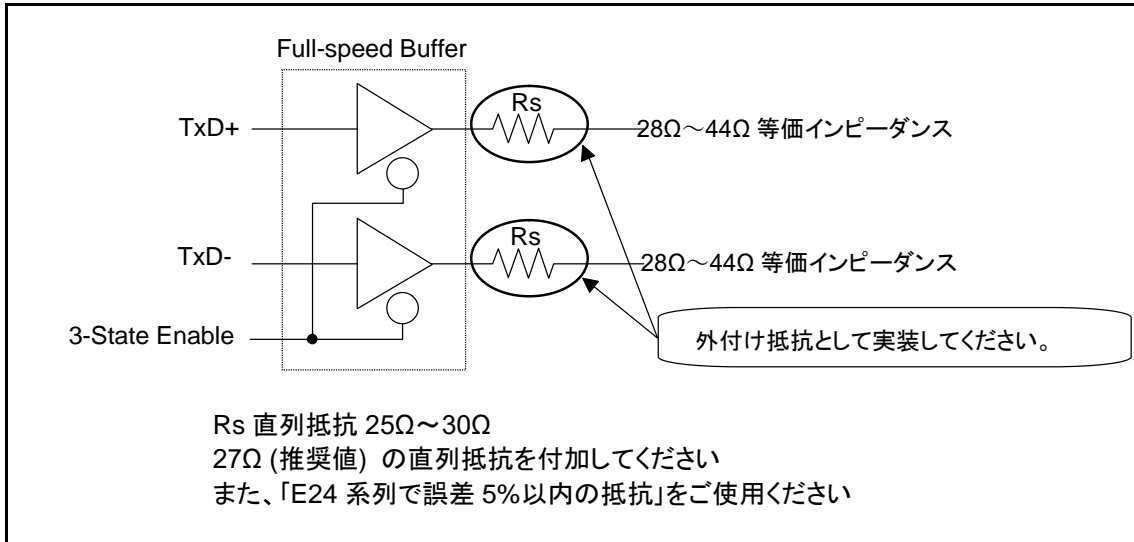 Full-speed Buffer
TxD+
Rs
28Ω～44Ω 等価インピーダンス
TxD-
Rs
28Ω～44Ω 等価インピーダンス
3-State Enable
外付け抵抗として実装してください。
Rs 直列抵抗 25Ω～30Ω
27Ω (推奨値) の直列抵抗を付加してください
また、「E24 系列で誤差 5%以内の抵抗」をご使用ください